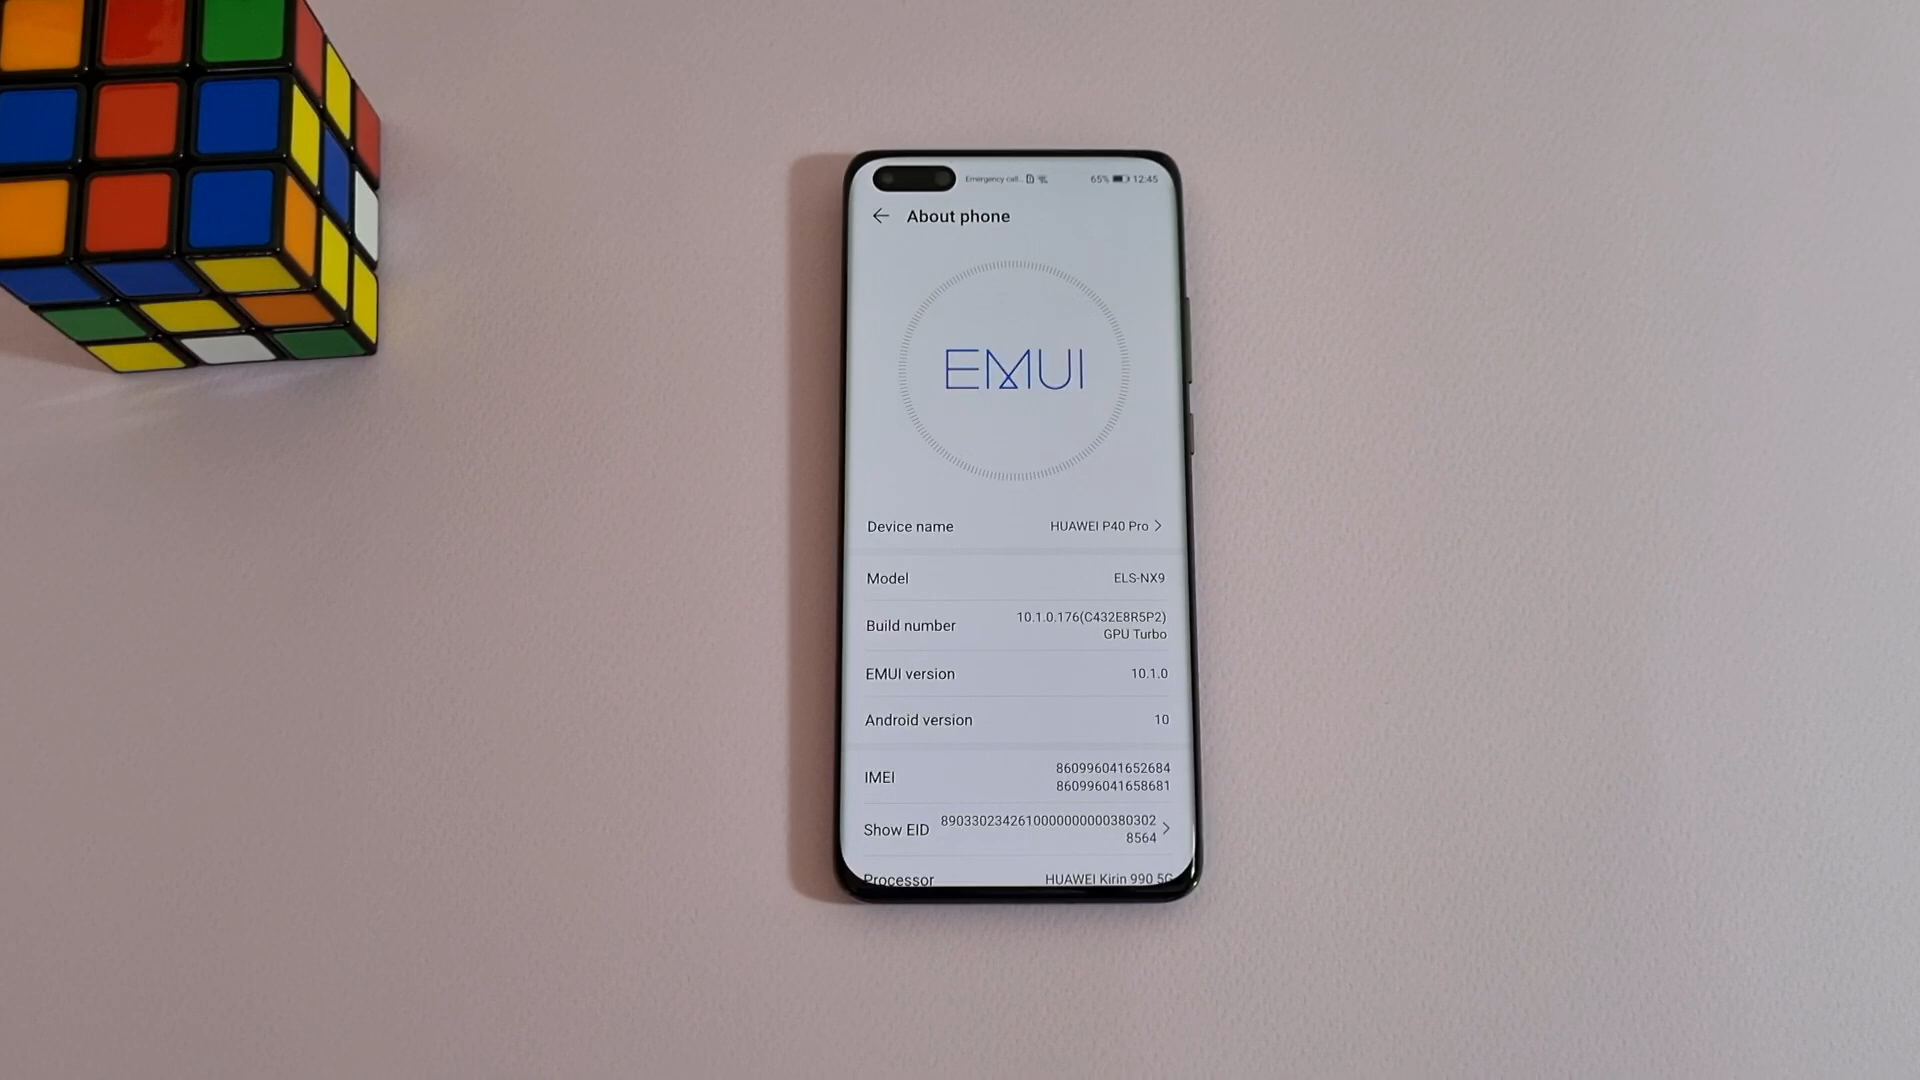 Emergency call... 65% 12:45
About phone
EMUI
Device name HUAWEI P40 Pro
Model ELS-NX9
Build number 10.1.0.176(C432E8R5P2)
GPU Turbo
EMUI version 10.1.0
Android version 10
IMEI 860996041652684
860996041658681
Show EID 8903302342610000000000380302
8564
Processor HUAWEI Kirin 990 5G